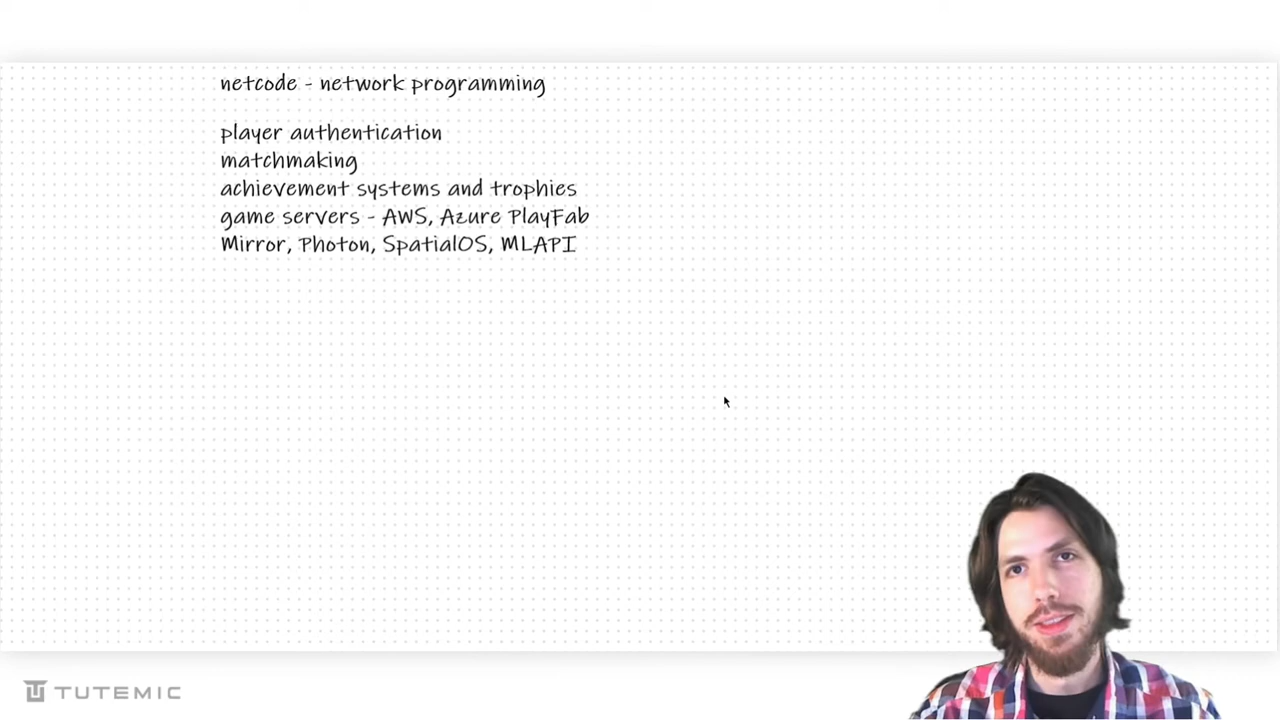 netcode - network programming
player authentication
matchmaking
achievement systems and trophies
game servers - AWS, Azure PlayFab
Mirror, Photon, SpatialOS, MLAPI
TUTEMIC